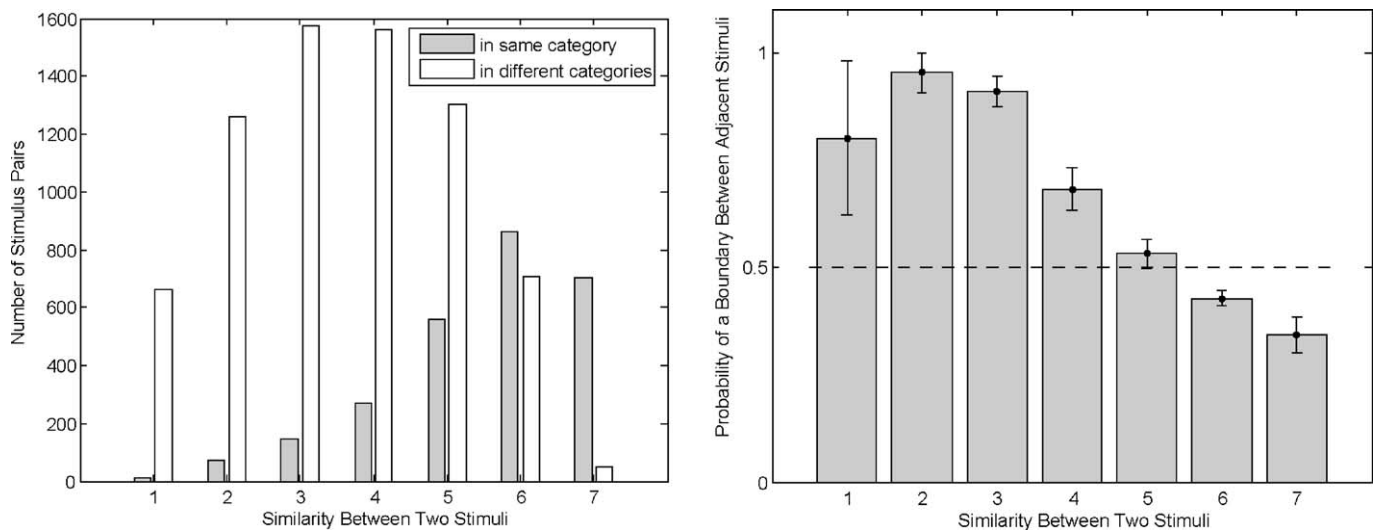 1600
1400
1200
1000
800
600
400
200
0
Number of Stimulus Pairs
in same category
in different categories
1 2 3 4 5 6 7
Similarity Between Two Stimuli
1
0.5
0
Probability of a Boundary Between Adjacent Stimuli
1 2 3 4 5 6 7
Similarity Between Two Stimuli